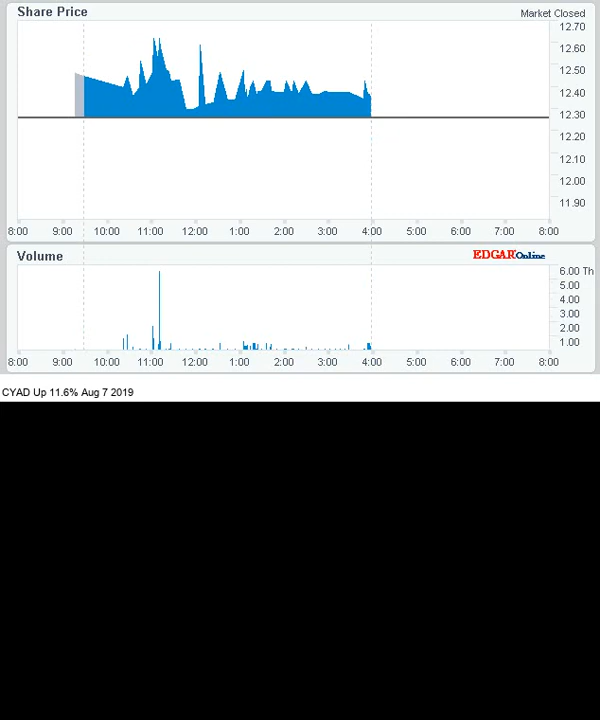 Share Price Market Closed
12.70
12.60
12.50
12.40
12.30
12.20
12.10
12.00
11.90
8:00 9:00 10:00 11:00 12:00 1:00 2:00 3:00 4:00 5:00 6:00 7:00 8:00
Volume EDGAR Online
6.00 Th
5.00
4.00
3.00
2.00
1.00
8:00 9:00 10:00 11:00 12:00 1:00 2:00 3:00 4:00 5:00 6:00 7:00 8:00
CYAD Up 11.6% Aug 7 2019